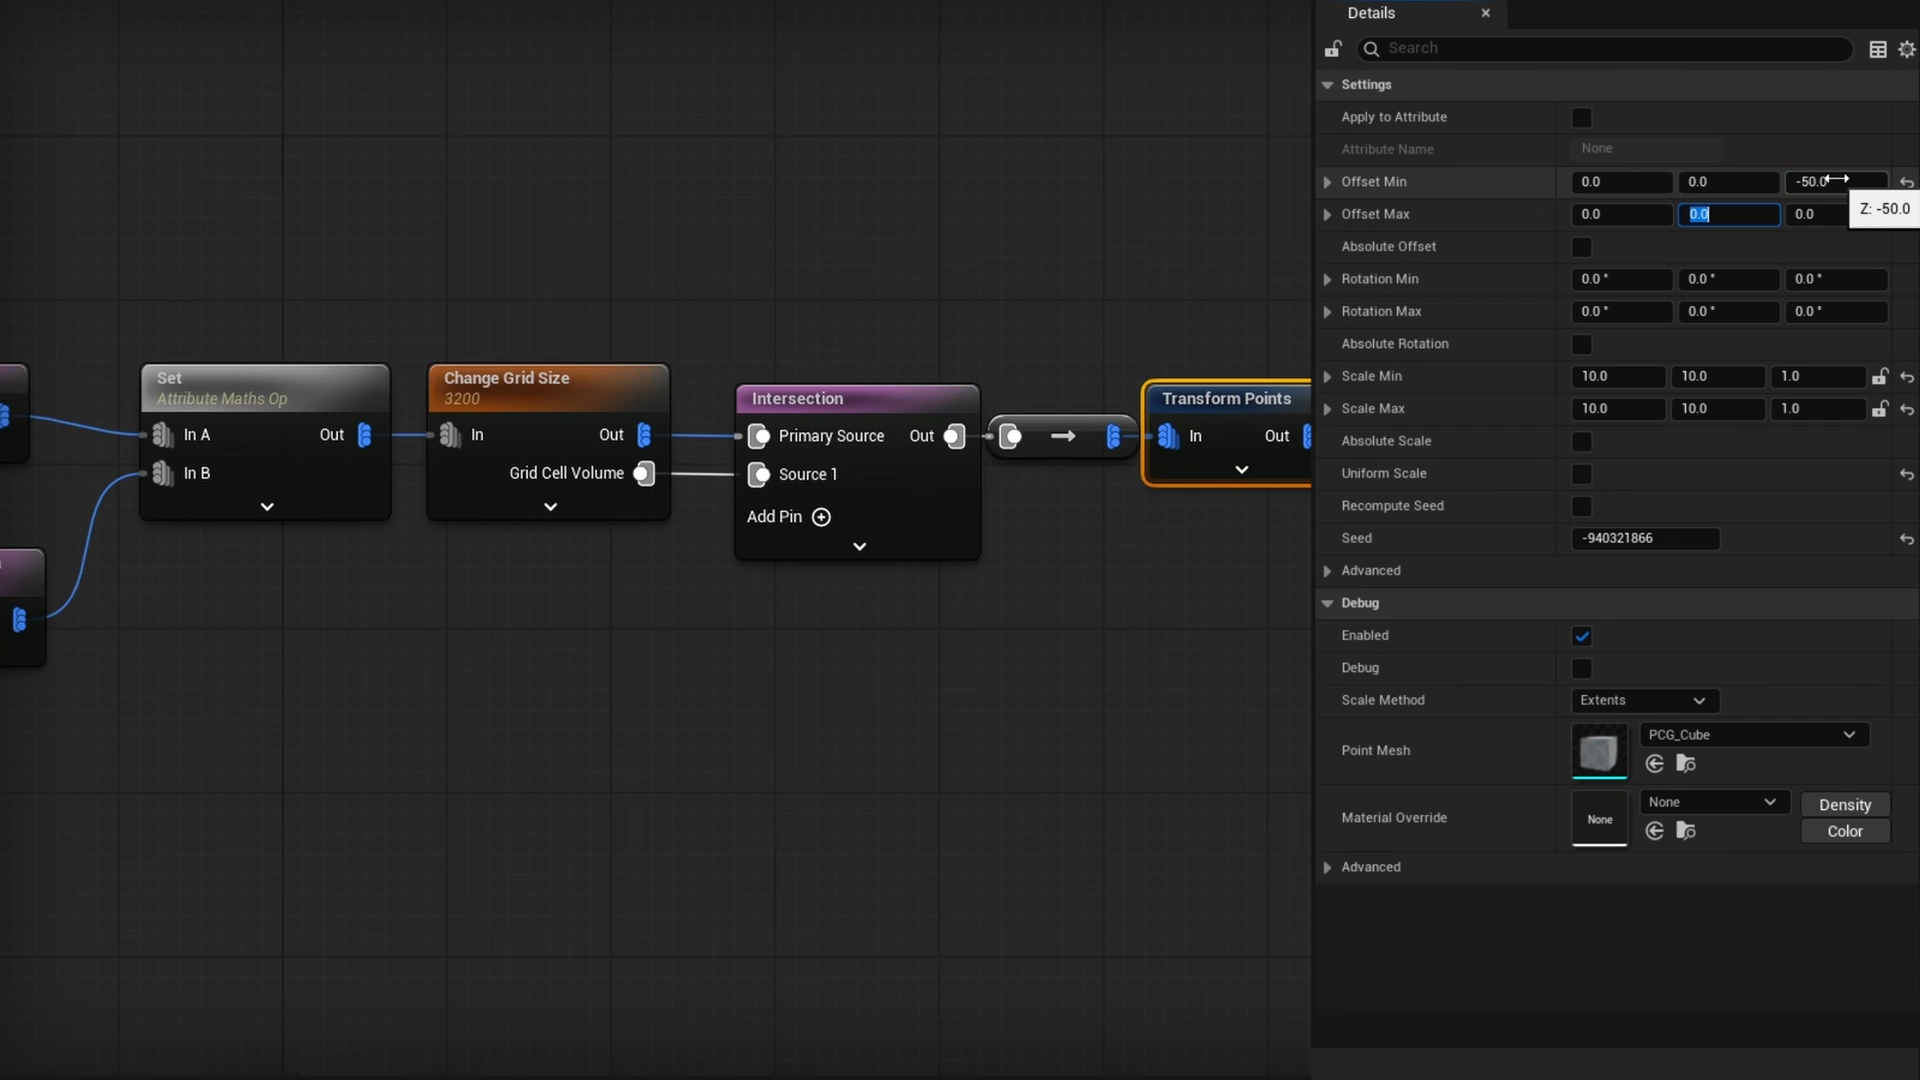 Details
Search
Settings
Apply to Attribute
Attribute Name None
Offset Min 0.0 0.0 -50.0
Z: -50.0
Offset Max 0.0 0.0 0.0
Absolute Offset
Rotation Min 0.0 ° 0.0 ° 0.0 °
Rotation Max 0.0 ° 0.0 ° 0.0 °
Absolute Rotation
Scale Min 10.0 10.0 1.0
Scale Max 10.0 10.0 1.0
Absolute Scale
Uniform Scale
Recompute Seed
Seed -940321866
Advanced
Debug
Enabled
Debug
Scale Method Extents
Point Mesh PCG_Cube
Material Override None None Density
Color
Advanced
Set
Attribute Maths Op
In A Out
In B
Change Grid Size
3200
In Out
Grid Cell Volume
Intersection
Primary Source Out
Source 1
Add Pin
Transform Points
In Out